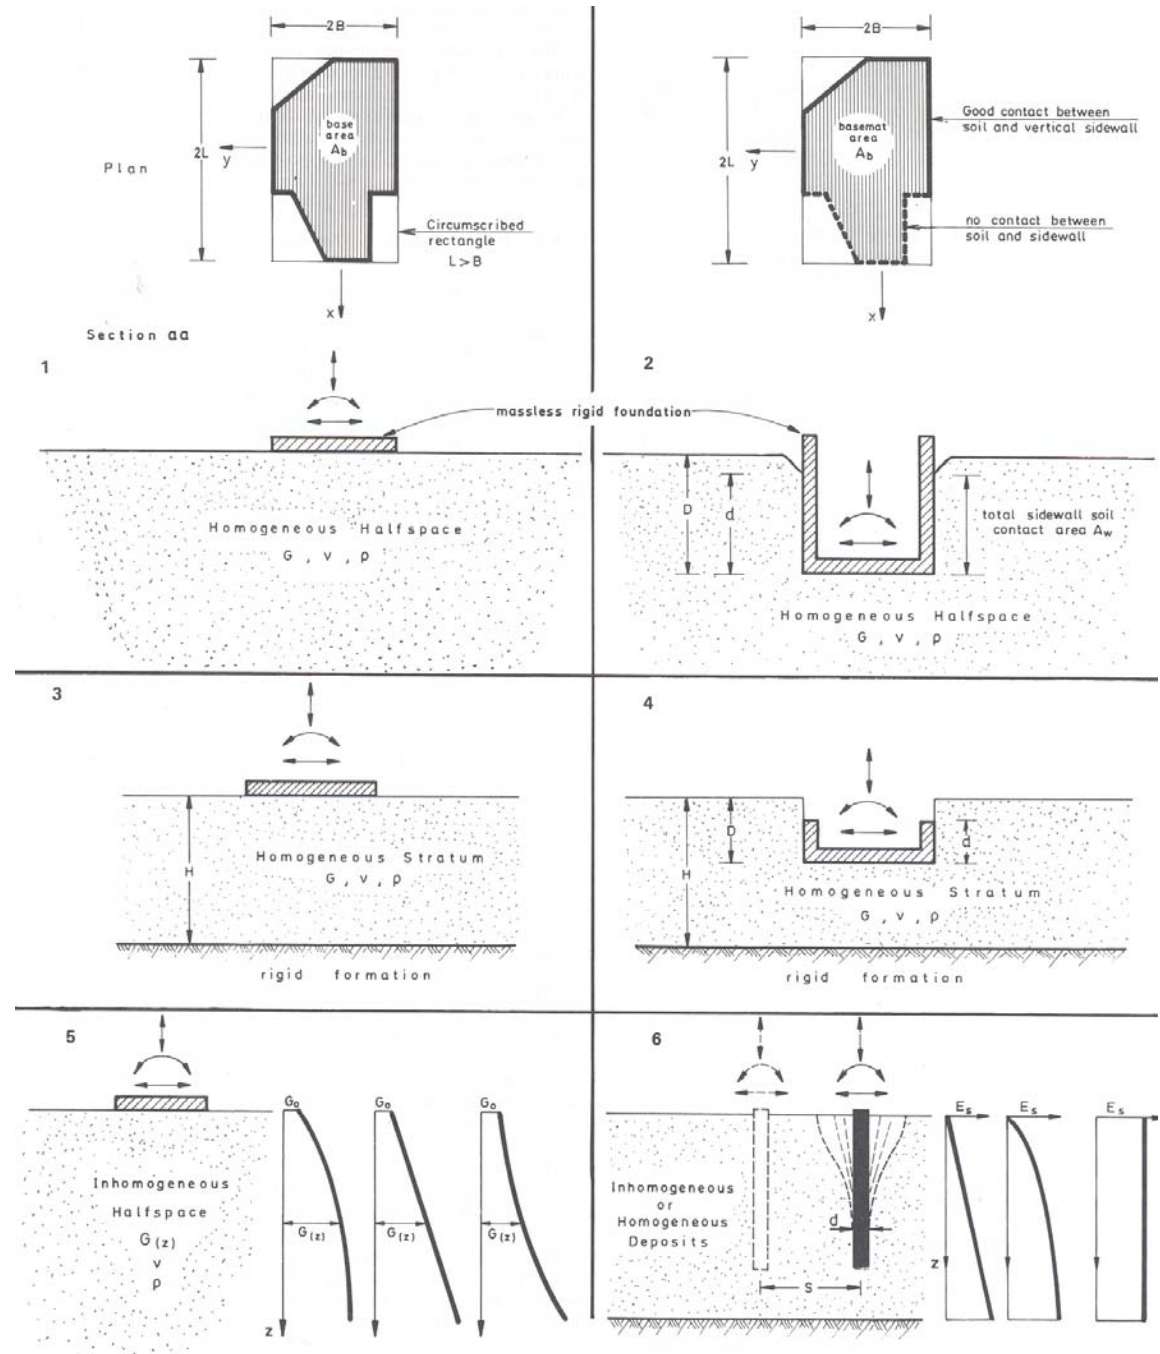 2B
Plan
2L
y
base
area
Ab
Circumscribed
rectangle
L>B
x
Section aa
2B
2L
y
basemat
area
Ab
Good contact between
soil and vertical sidewall
no contact between
soil and sidewall
x
1
massless rigid foundation
Homogeneous Halfspace
G , ν , ρ
2
D
d
total sidewall soil
contact area Aw
Homogeneous Halfspace
G , ν , ρ
3
H
Homogeneous Stratum
G , ν , ρ
rigid formation
4
D
d
H
Homogeneous Stratum
G , ν , ρ
rigid formation
5
Inhomogeneous
Halfspace
G(z)
ν
ρ
Go
G(z)
Go
G(z)
Go
G(z)
z
6
Inhomogeneous
or
Homogeneous
Deposits
d
S
Es
Es
Es
z